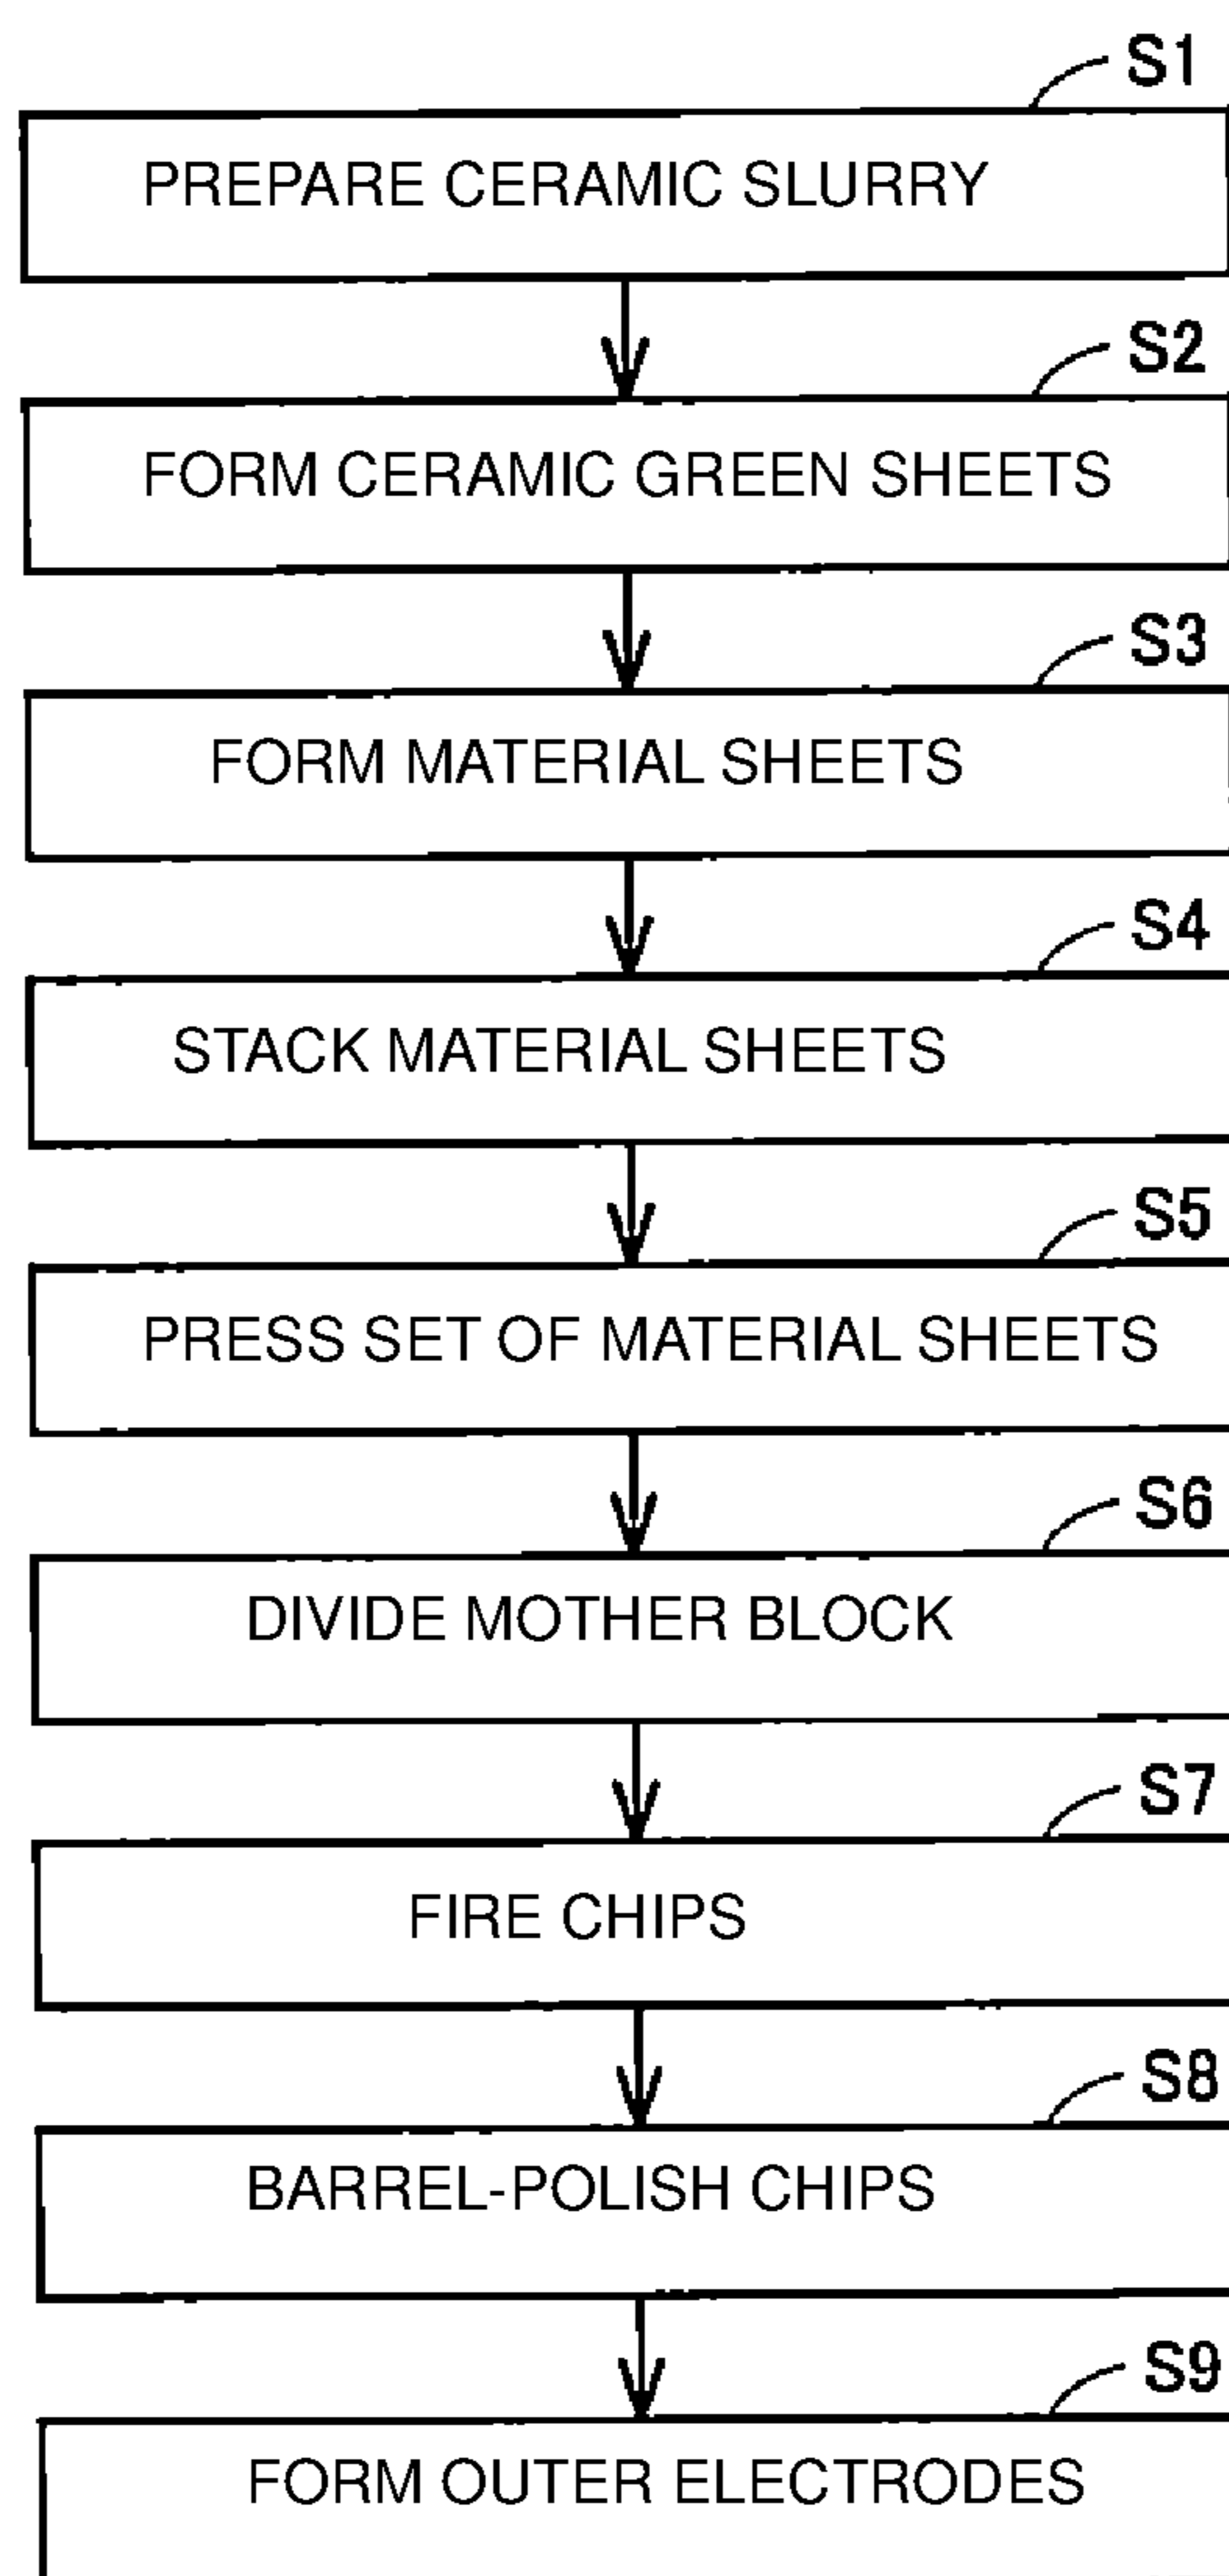 S1
PREPARE CERAMIC SLURRY
S2
FORM CERAMIC GREEN SHEETS
S3
FORM MATERIAL SHEETS
S4
STACK MATERIAL SHEETS
S5
PRESS SET OF MATERIAL SHEETS
S6
DIVIDE MOTHER BLOCK
S7
FIRE CHIPS
S8
BARREL-POLISH CHIPS
S9
FORM OUTER ELECTRODES